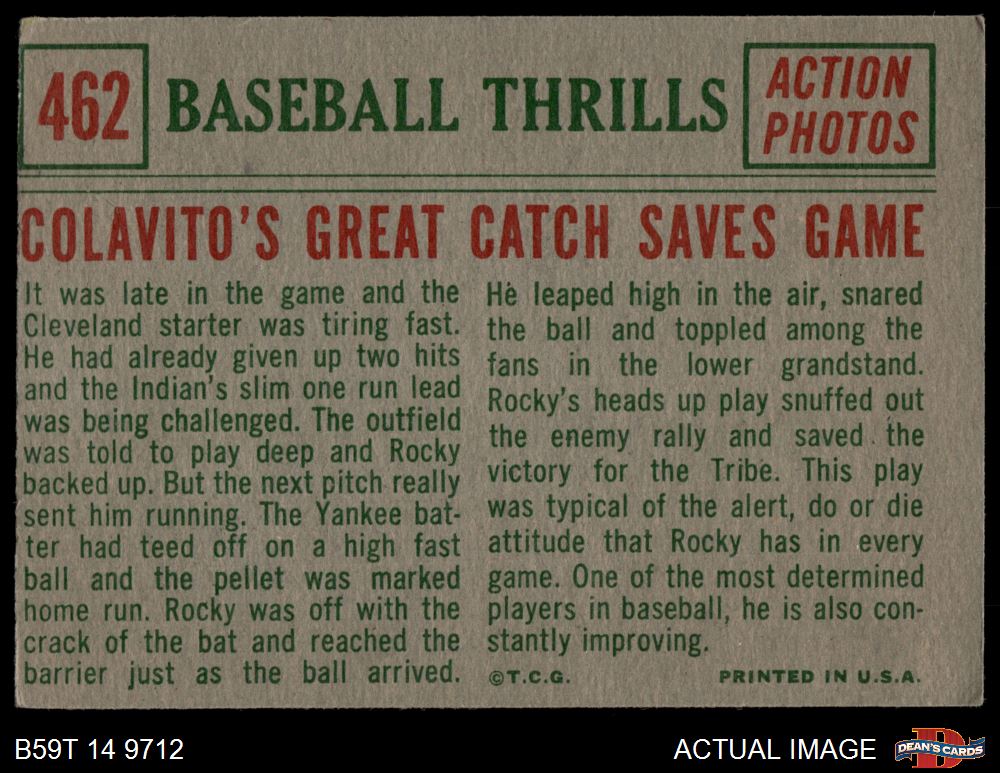 462
BASEBALL THRILLS
ACTION
PHOTOS
COLAVITO'S GREAT CATCH SAVES GAME
It was late in the game and the
Cleveland starter was tiring fast.
He had already given up two hits
and the Indian's slim one run lead
was being challenged. The outfield
was told to play deep and Rocky
backed up. But the next pitch really
sent him running. The Yankee bat-
ter had teed off on a high fast
ball and the pellet was marked
home run. Rocky was off with the
crack of the bat and reached the
barrier just as the ball arrived.
He leaped high in the air, snared
the ball and toppled among the
fans in the lower grandstand.
Rocky's heads up play snuffed out
the enemy rally and saved the
victory for the Tribe. This play
was typical of the alert, do or die
attitude that Rocky has in every
game. One of the most determined
players in baseball, he is also con-
stantly improving.
©T.C.G. PRINTED IN U.S.A.
B59T 14 9712
ACTUAL IMAGE
D
DEAN'S CARDS